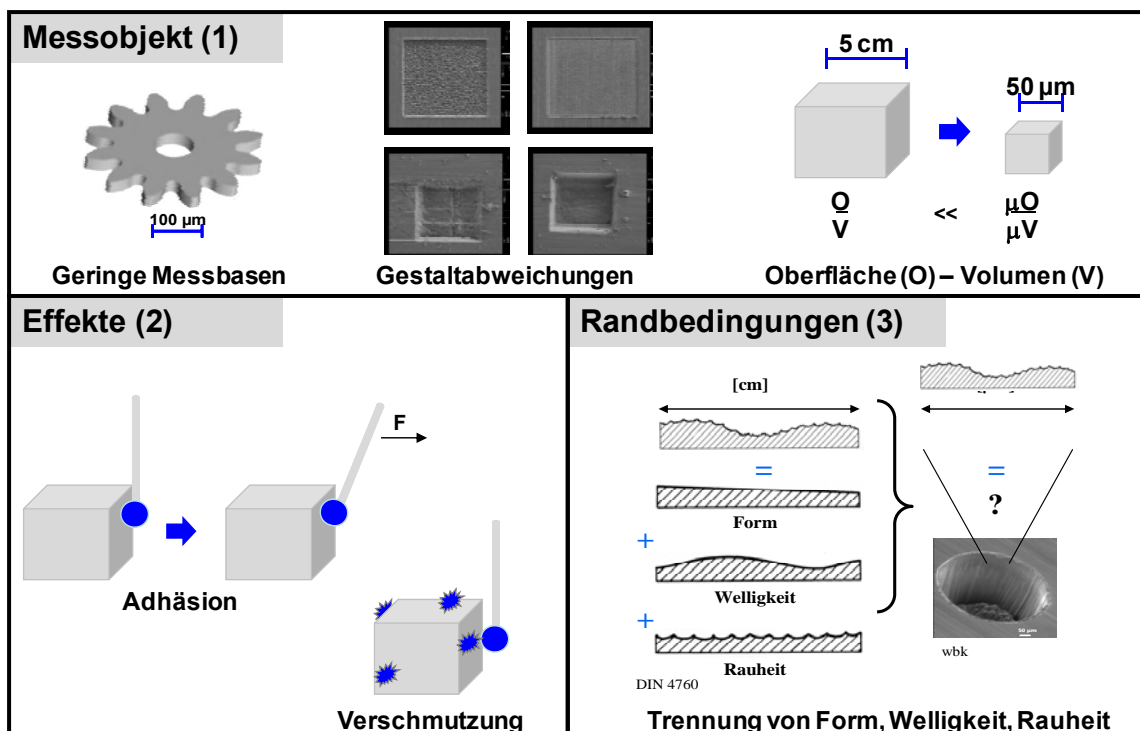 Messobjekt (1)
100 µm
Geringe Messbasen
Gestaltabweichungen
5 cm
50 µm
O
V
<<
µO
µV
Oberfläche (O) – Volumen (V)
Effekte (2)
F
Adhäsion
Verschmutzung
Randbedingungen (3)
[cm]
=
Form
+
Welligkeit
+
Rauheit
DIN 4760
=
?
50 µm
wbk
Trennung von Form, Welligkeit, Rauheit